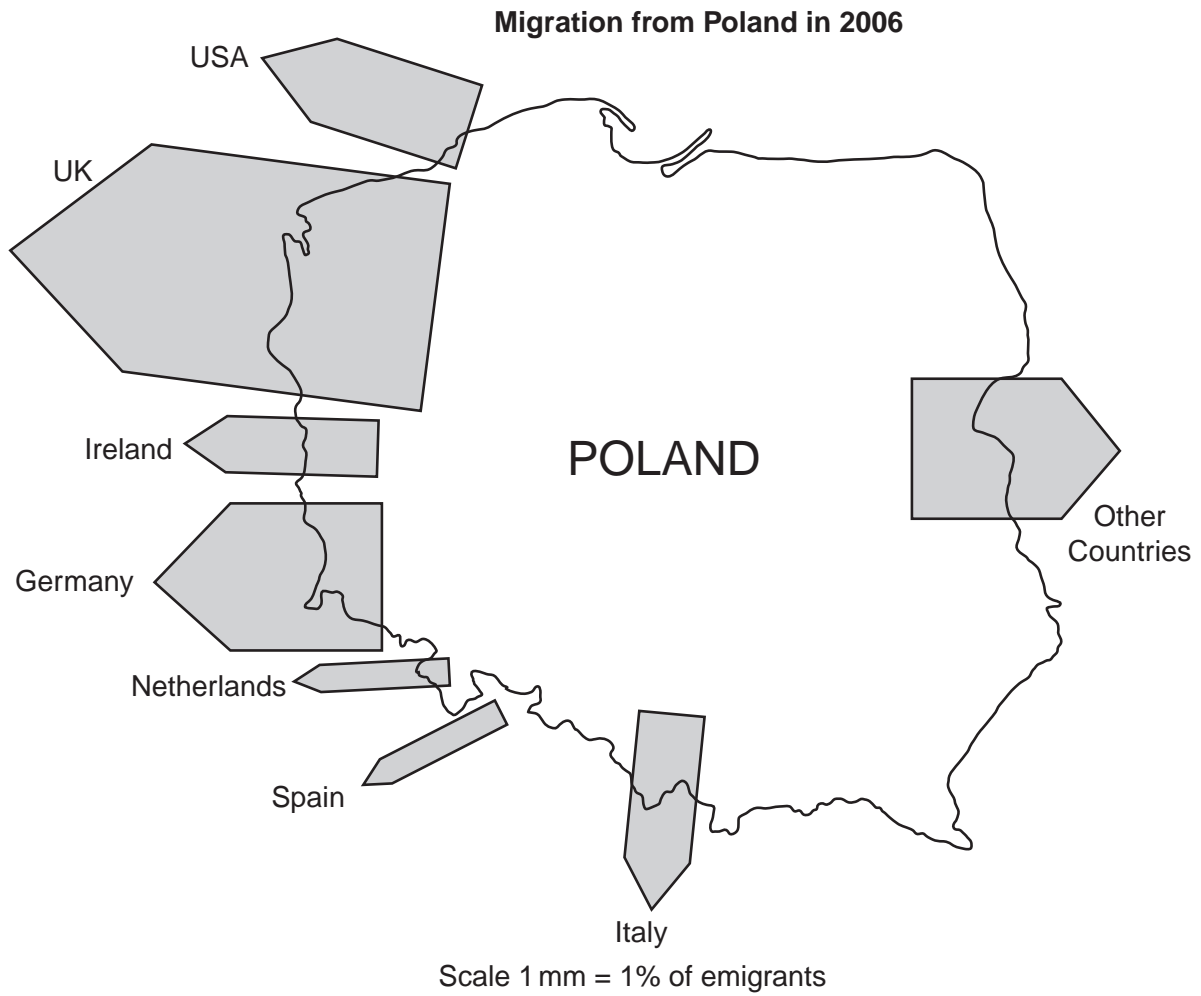 Migration from Poland in 2006
USA
UK
Ireland
POLAND
Other
Countries
Germany
Netherlands
Spain
Italy
Scale 1 mm = 1% of emigrants